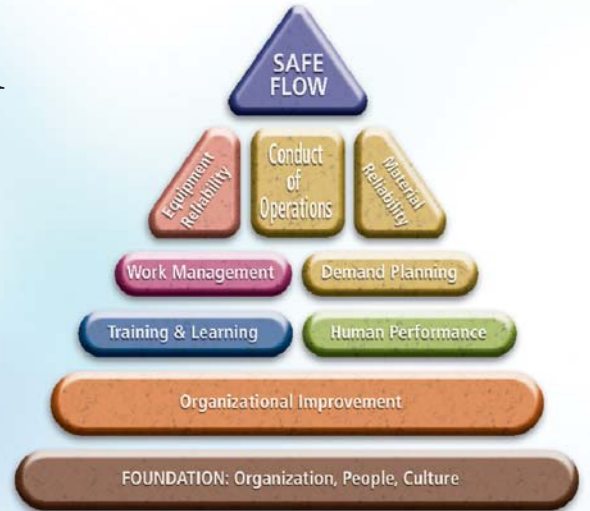 SAFE
FLOW
Equipment
Reliability
Conduct
of
Operations
Material
Reliability
Work Management
Demand Planning
Training & Learning
Human Performance
Organizational Improvement
FOUNDATION: Organization, People, Culture